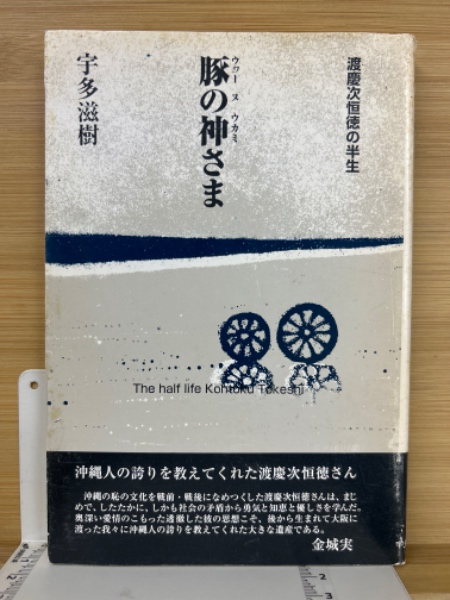 渡慶次恒徳の半生
豚の神さま
ウワーヌウカミ
宇多滋樹
The half life Kohtoku Tokeshi
沖縄人の誇りを教えてくれた渡慶次恒徳さん
沖縄の恥の文化を戦前・戦後になめつくした渡慶次恒徳さんは、まじ
めで、したたかに、しかも社会の矛盾から勇気と知恵と優しさを学んだ。
奥深い愛情のこもった透徹した彼の思想こそ、後から生まれて大阪に
渡った我々に沖縄人の誇りを教えてくれた大きな遺産である。
金城実